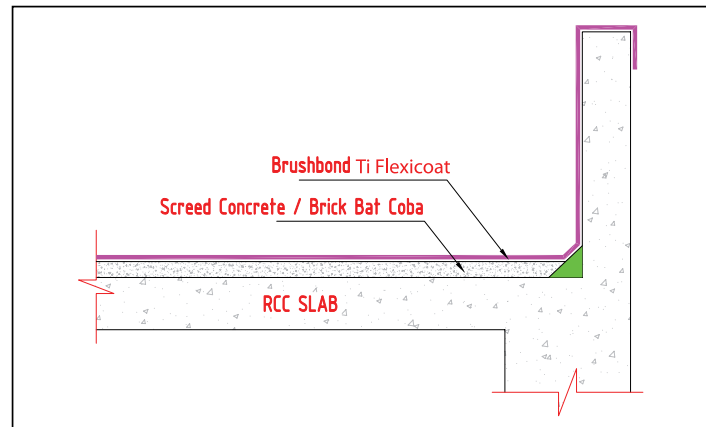 Brushbond Ti Flexicoat
Screed Concrete / Brick Bat Coba
RCC SLAB